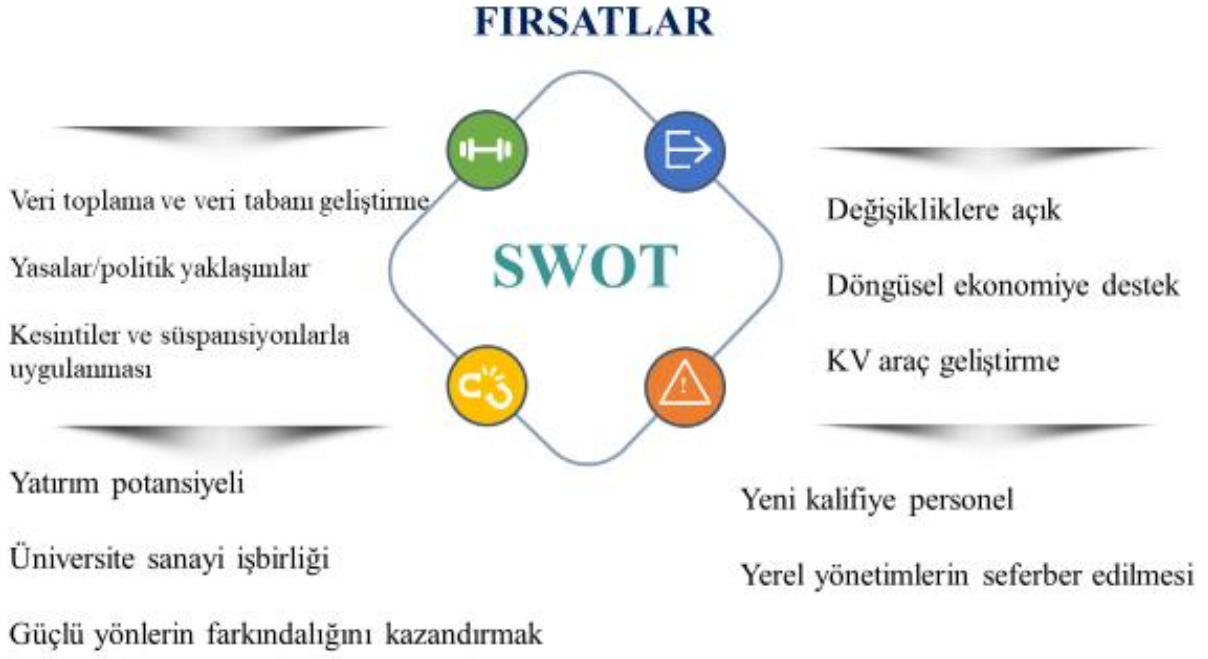 FIRSATLAR
Veri toplama ve veri tabanı geliştirme
Yasalar/politik yaklaşımlar
Kesintiler ve süspansiyonlarla
uygulanması
SWOT
Değişikliklere açık
Döngüsel ekonomiye destek
KV araç geliştirme
Yatırım potansiyeli
Üniversite sanayi işbirliği
Güçlü yönlerin farkındalığını kazandırmak
Yeni kalifiye personel
Yerel yönetimlerin seferber edilmesi